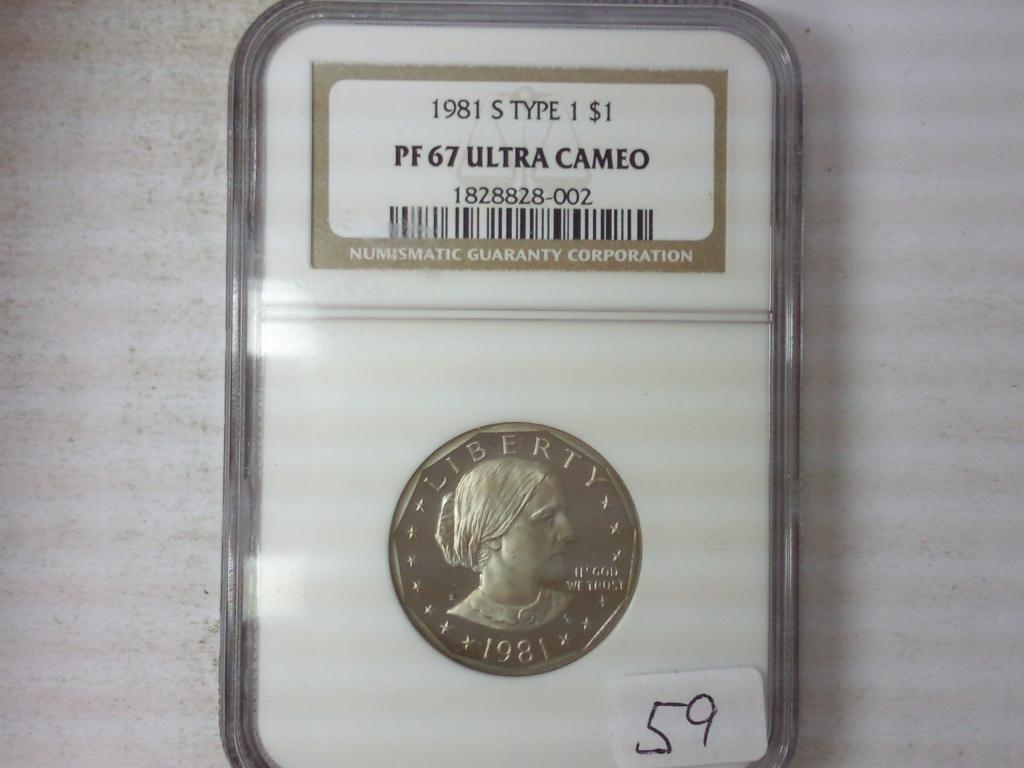 1981 S TYPE 1 $1
PF 67 ULTRA CAMEO
1828828-002
NUMISMATIC GUARANTY CORPORATION
LIBERTY
IN GOD
WE TRUST
1981
59